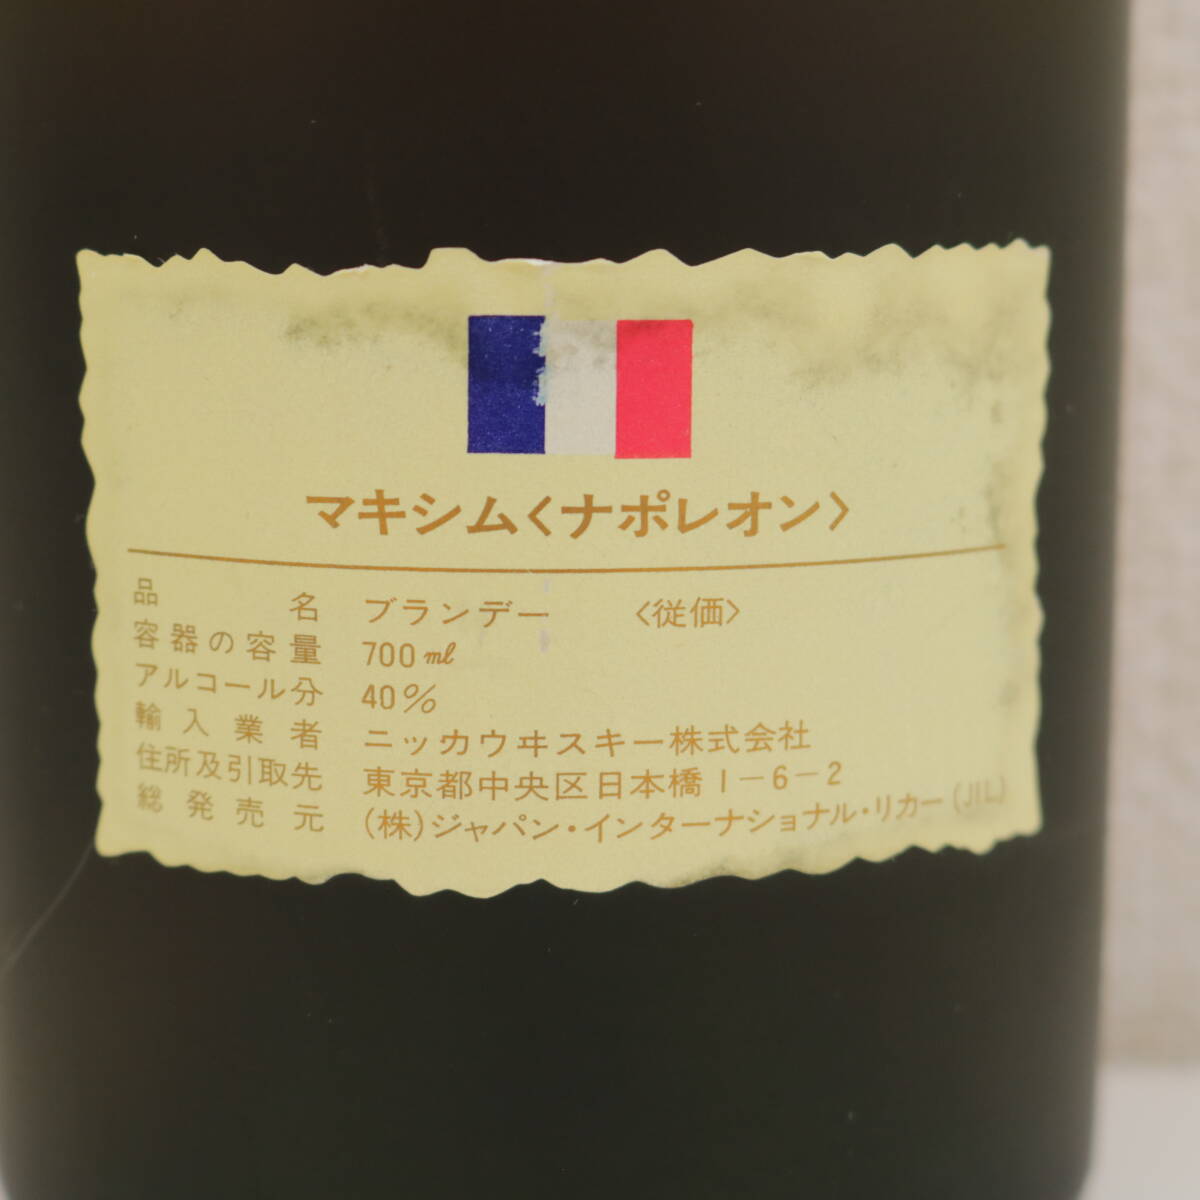 マキシム〈ナポレオン〉
品名 ブランデー 〈従価〉
容器の容量 700ml
アルコール分 40%
輸入業者 ニッカウヰスキー株式会社
住所及引取先 東京都中央区日本橋1-6-2
総発売元 (株)ジャパン・インターナショナル・リカー(JIL)